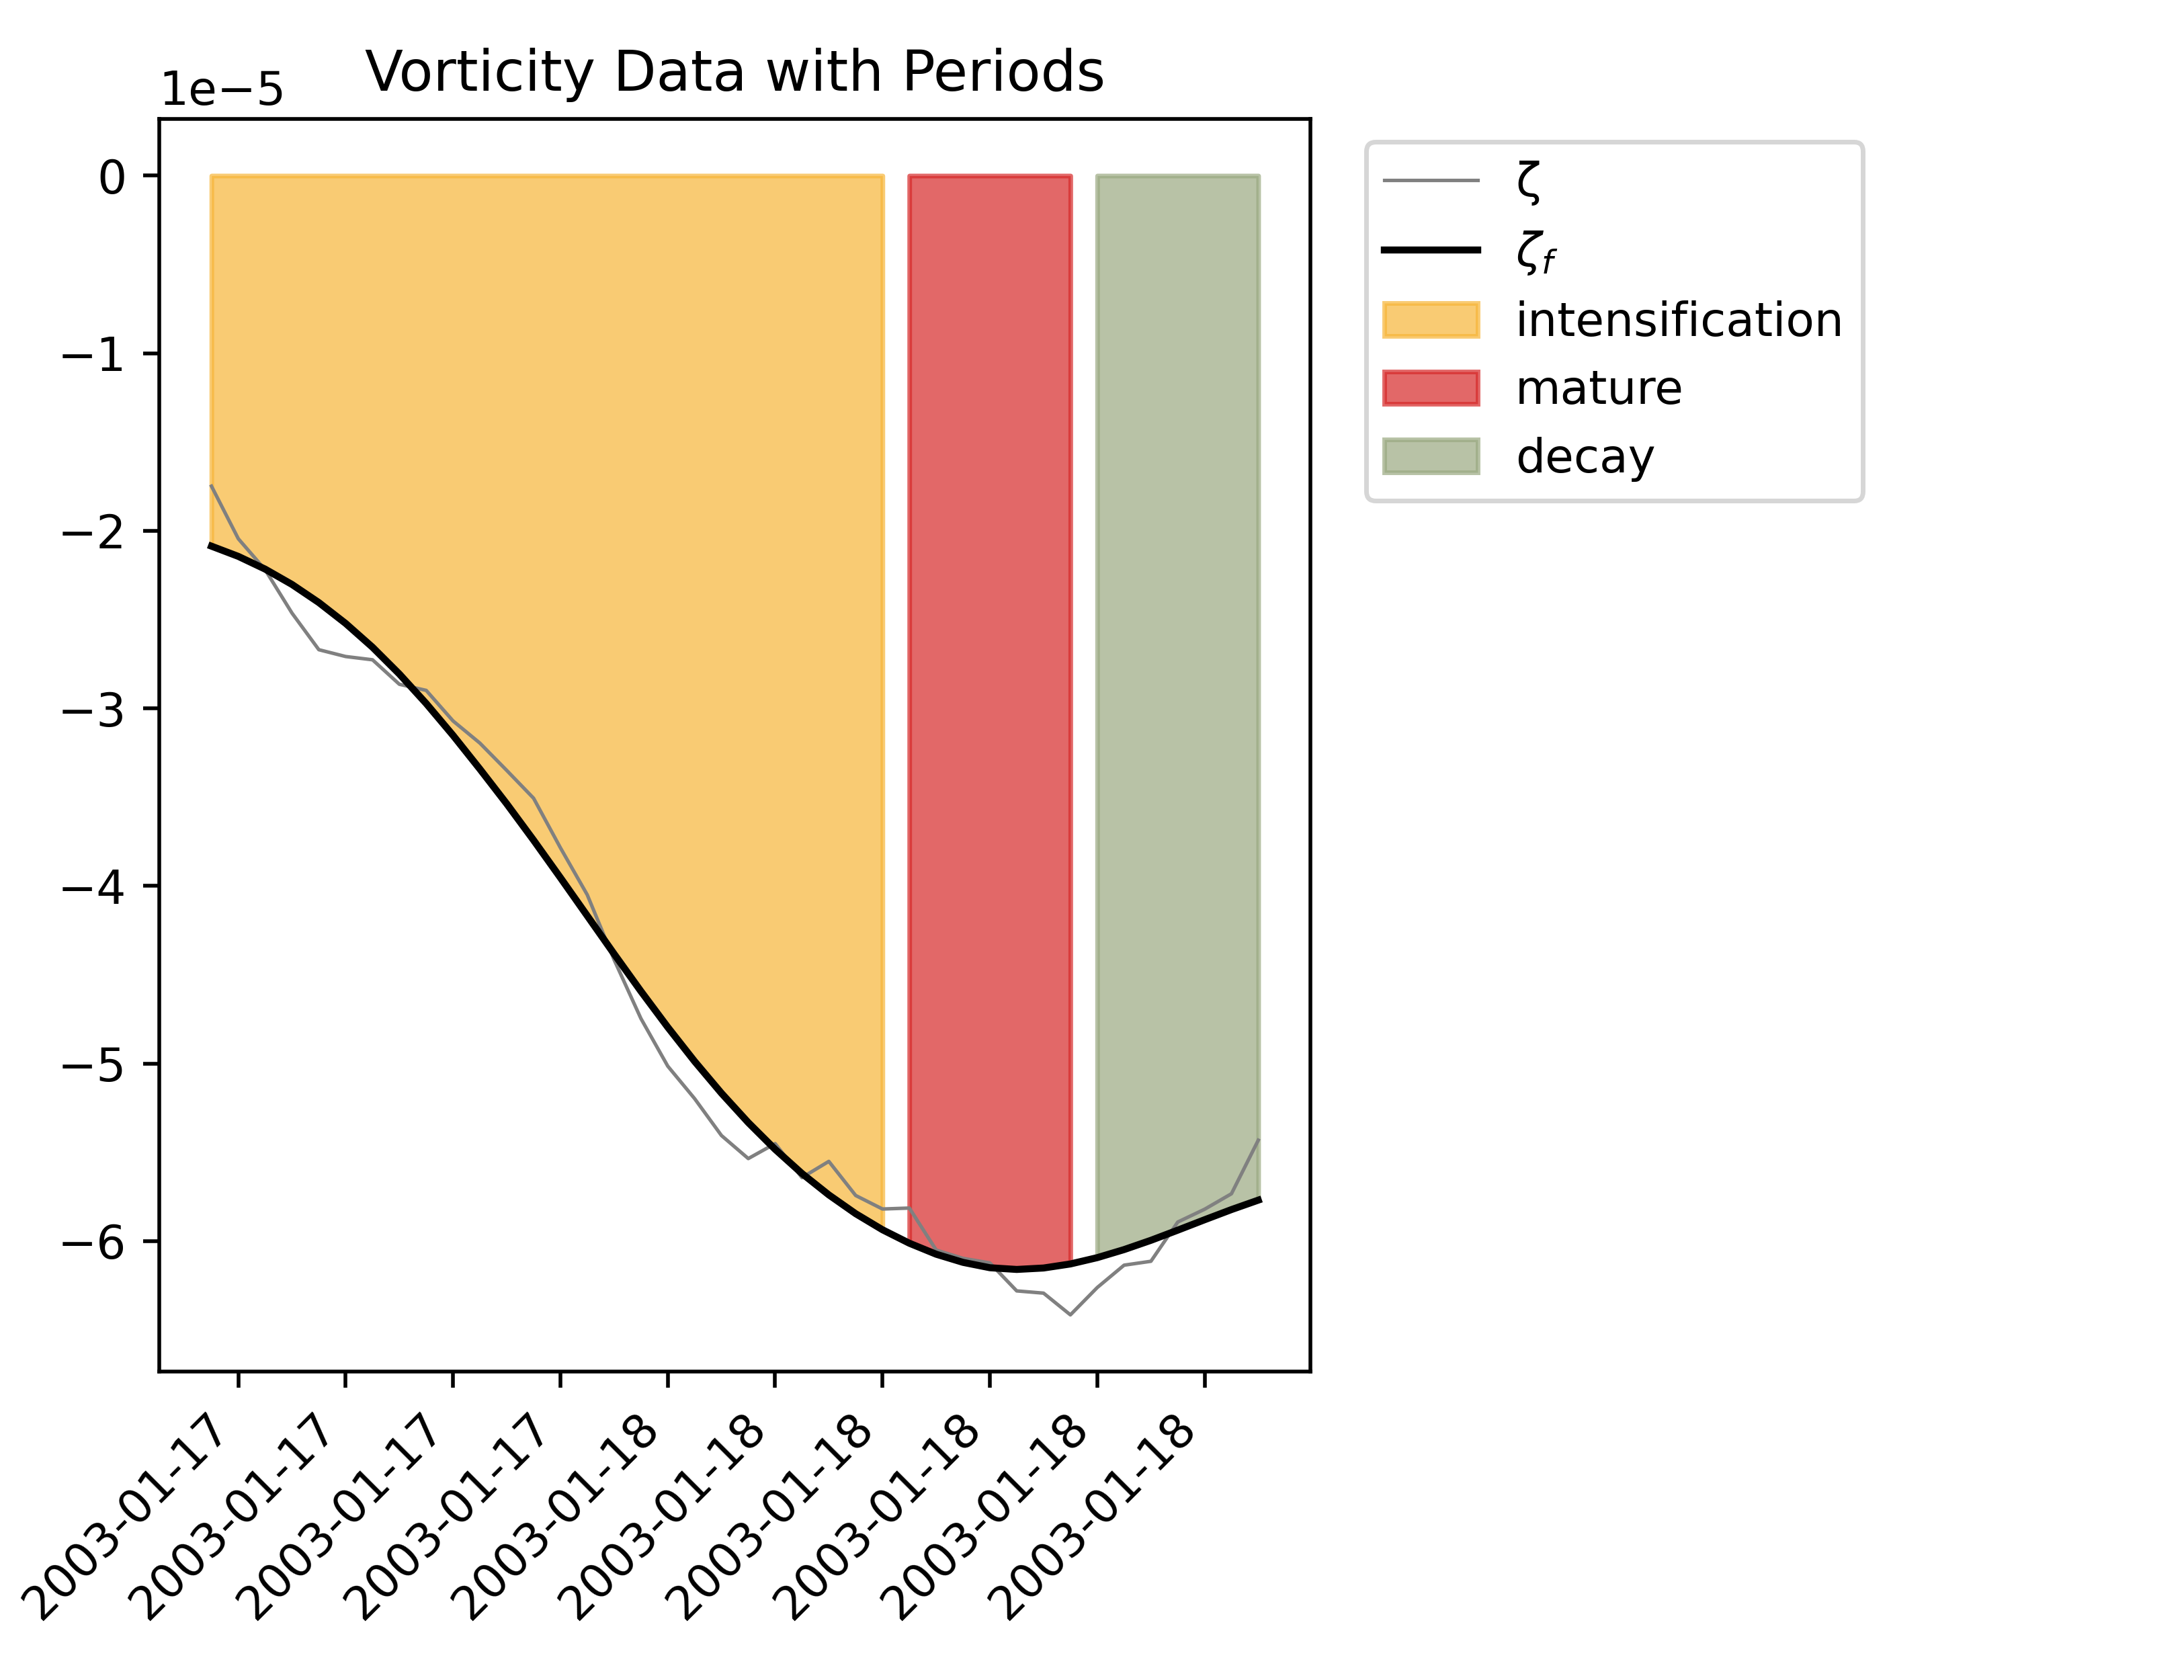 Vorticity Data with Periods
1e−5
0
−1
−2
−3
−4
−5
−6
2003-01-17
2003-01-17
2003-01-17
2003-01-17
2003-01-18
2003-01-18
2003-01-18
2003-01-18
2003-01-18
2003-01-18
ζ
ζf
intensification
mature
decay